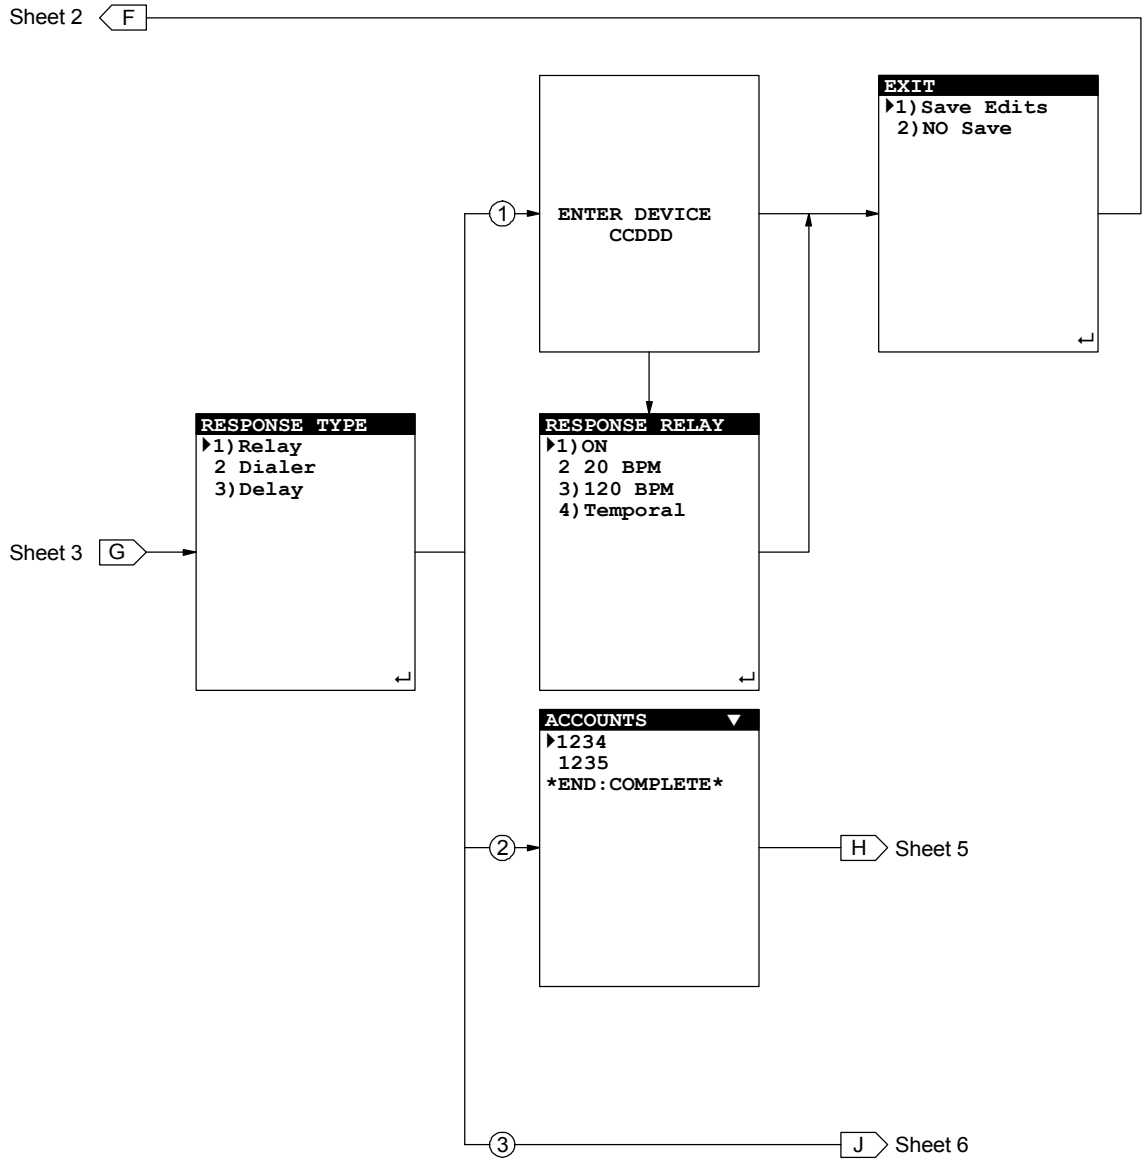 Sheet 2
F
EXIT
1)Save Edits
2)NO Save
1
ENTER DEVICE
CCDDD
RESPONSE TYPE
1)Relay
2 Dialer
3)Delay
RESPONSE RELAY
1)ON
2 20 BPM
3)120 BPM
4)Temporal
Sheet 3
G
ACCOUNTS
1234
1235
*END:COMPLETE*
2
H
Sheet 5
3
J
Sheet 6